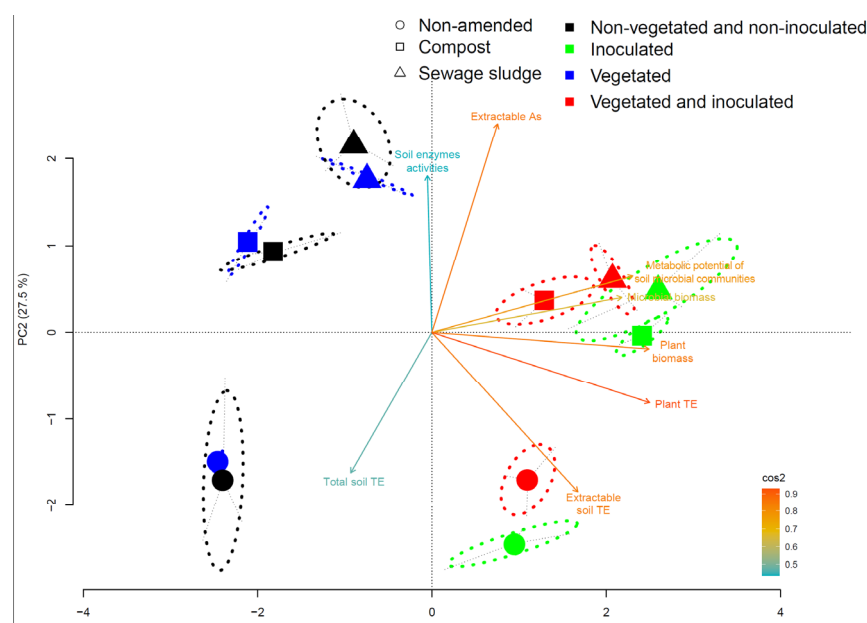 Non-amended
Compost
Sewage sludge
Non-vegetated and non-inoculated
Inoculated
Vegetated
Vegetated and inoculated
Extractable As
Soil enzymes
activities
Metabolic potential of
soil microbial communities
Microbial biomass
Plant
biomass
Plant TE
Total soil TE
Extractable
soil TE
PC2 (27.5 %)
2
1
0
−1
−2
−4
−2
0
2
4
cos2
0.9
0.8
0.7
0.6
0.5